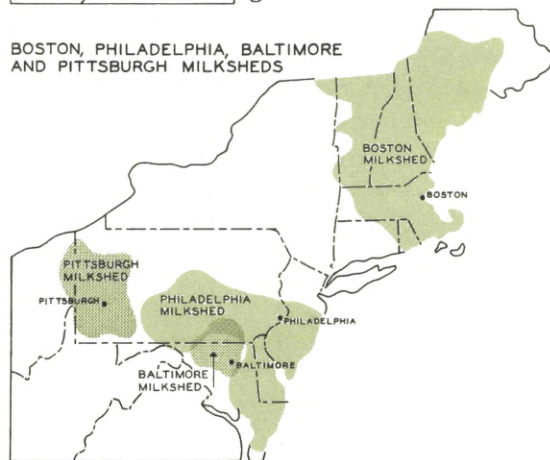 BOSTON, PHILADELPHIA, BALTIMORE
AND PITTSBURGH MILKSHEDS
BOSTON
MILKSHED
BOSTON
PITTSBURGH
MILKSHED
PITTSBURGH
PHILADELPHIA
MILKSHED
PHILADELPHIA
BALTIMORE
BALTIMORE
MILKSHED